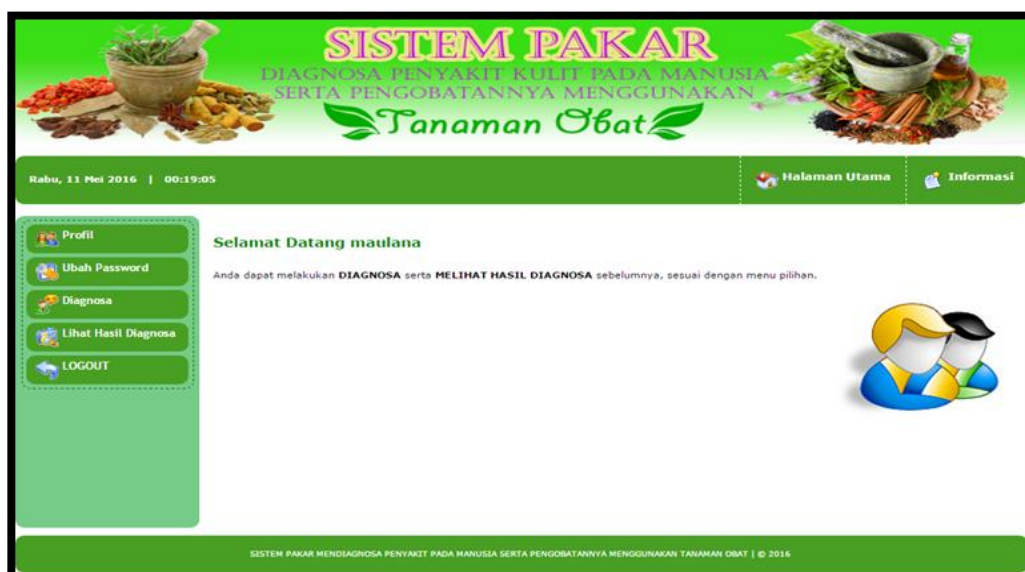 SISTEM PAKAR
DIAGNOSA PENYAKIT KULIT PADA MANUSIA
SERTA PENGOBATANNYA MENGGUNAKAN
Tanaman Obat
Rabu, 11 Mei 2016 | 00:19:05
Halaman Utama
Informasi
Profil
Ubah Password
Diagnosa
Lihat Hasil Diagnosa
LOGOUT
Selamat Datang maulana
Anda dapat melakukan DIAGNOSA serta MELIHAT HASIL DIAGNOSA sebelumnya, sesuai dengan menu pilihan.
SISTEM PAKAR MENDIAGNOSA PENYAKIT PADA MANUSIA SERTA PENGOBATANNYA MENGGUNAKAN TANAMAN OBAT | © 2016